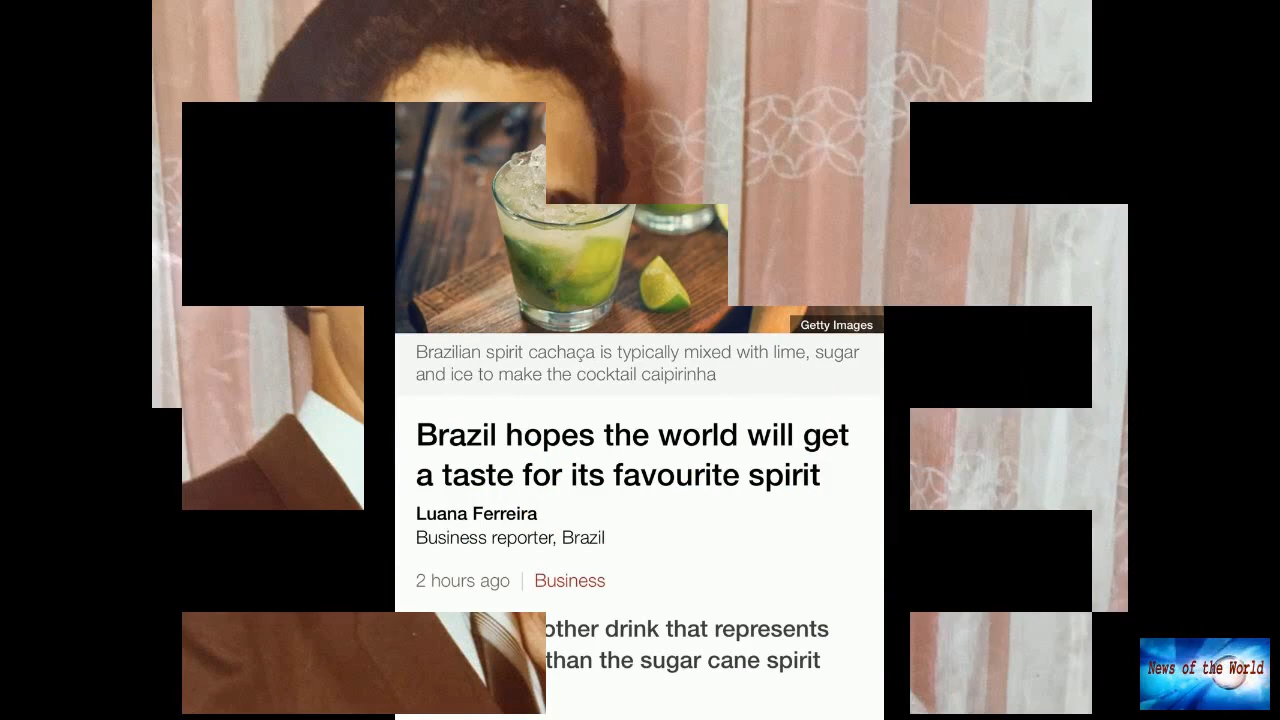 Getty Images
Brazilian spirit cachaça is typically mixed with lime, sugar
and ice to make the cocktail caipirinha
Brazil hopes the world will get
a taste for its favourite spirit
Luana Ferreira
Business reporter, Brazil
2 hours ago | Business
other drink that represents
than the sugar cane spirit
News of the World